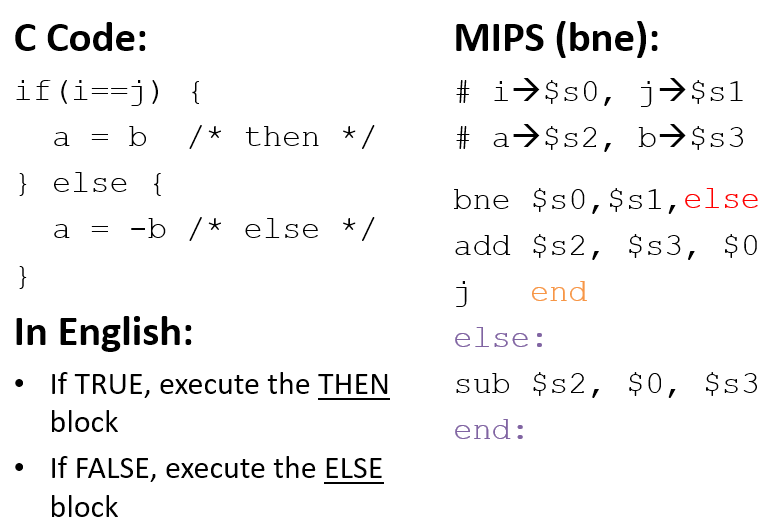 C Code:
if(i==j) {
  a = b  /* then */
} else {
  a = -b /* else */
}
In English:
• If TRUE, execute the THEN
block
• If FALSE, execute the ELSE
block
MIPS (bne):
# i→$s0, j→$s1
# a→$s2, b→$s3
bne $s0,$s1,else
add $s2, $s3, $0
j   end
else:
sub $s2, $0, $s3
end: